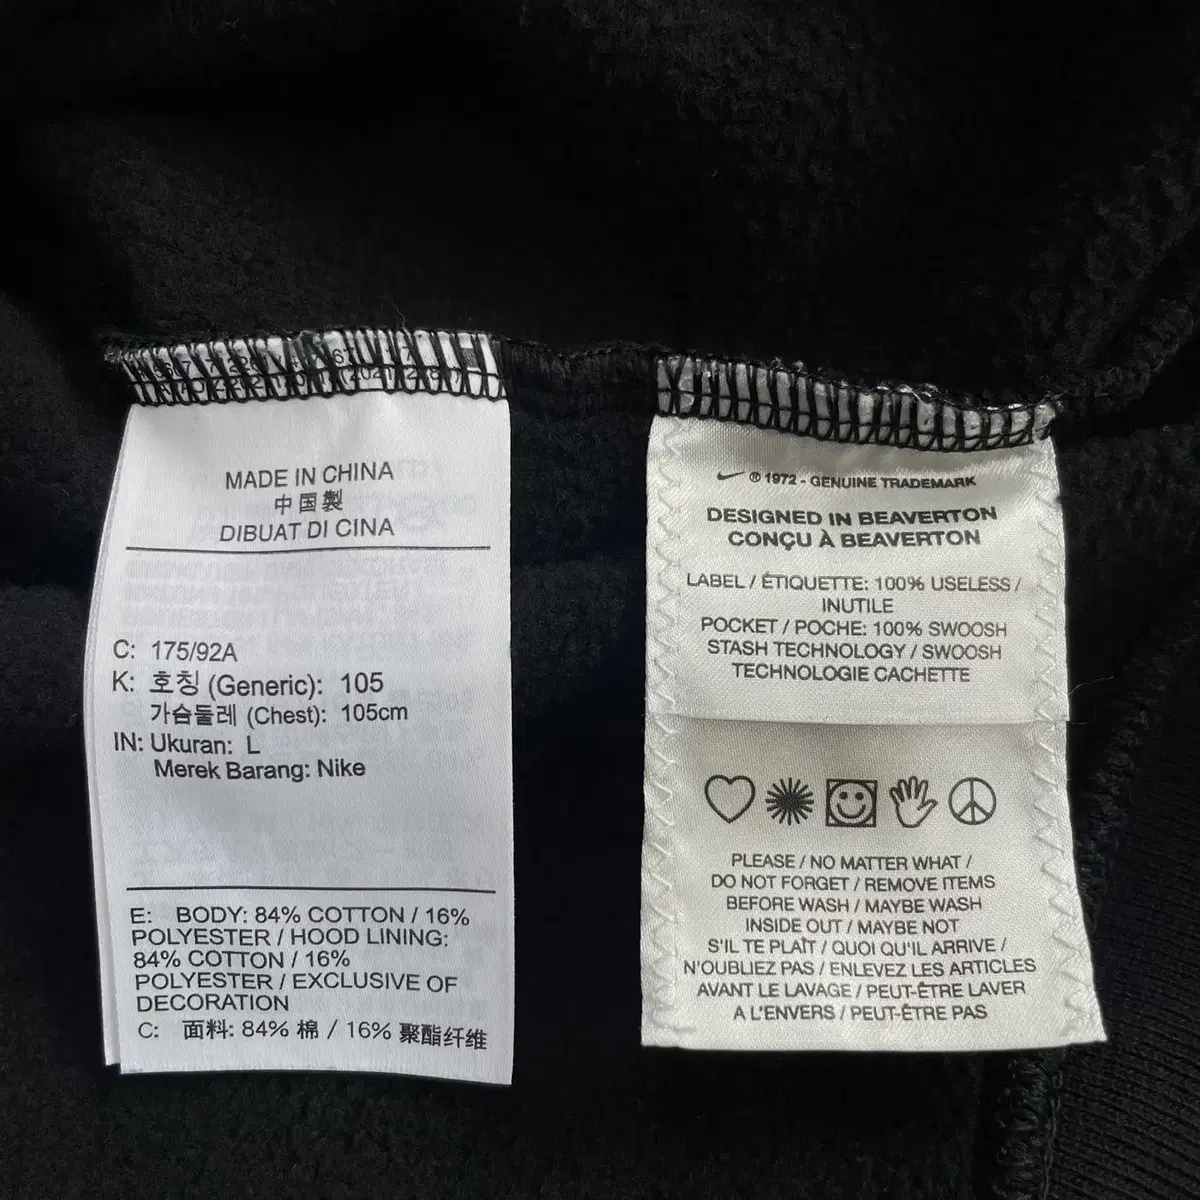 MADE IN CHINA
中国製
DIBUAT DI CINA
C: 175/92A
K: 호칭 (Generic): 105
가슴둘레 (Chest): 105cm
IN: Ukuran: L
Merek Barang: Nike
E: BODY: 84% COTTON / 16%
POLYESTER / HOOD LINING:
84% COTTON / 16%
POLYESTER / EXCLUSIVE OF
DECORATION
C: 面料: 84% 棉 / 16% 聚酯纤维
® 1972 - GENUINE TRADEMARK
DESIGNED IN BEAVERTON
CONÇU À BEAVERTON
LABEL / ÉTIQUETTE: 100% USELESS /
INUTILE
POCKET / POCHE: 100% SWOOSH
STASH TECHNOLOGY / SWOOSH
TECHNOLOGIE CACHETTE
PLEASE / NO MATTER WHAT /
DO NOT FORGET / REMOVE ITEMS
BEFORE WASH / MAYBE WASH
INSIDE OUT / MAYBE NOT
S'IL TE PLAÎT / QUOI QU'IL ARRIVE /
N'OUBLIEZ PAS / ENLEVEZ LES ARTICLES
AVANT LE LAVAGE / PEUT-ÊTRE LAVER
A L'ENVERS / PEUT-ÊTRE PAS